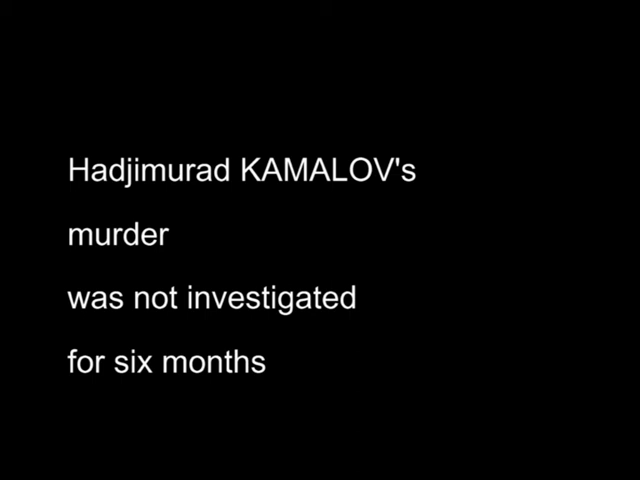 Hadjimurad KAMALOV's
murder
was not investigated
for six months